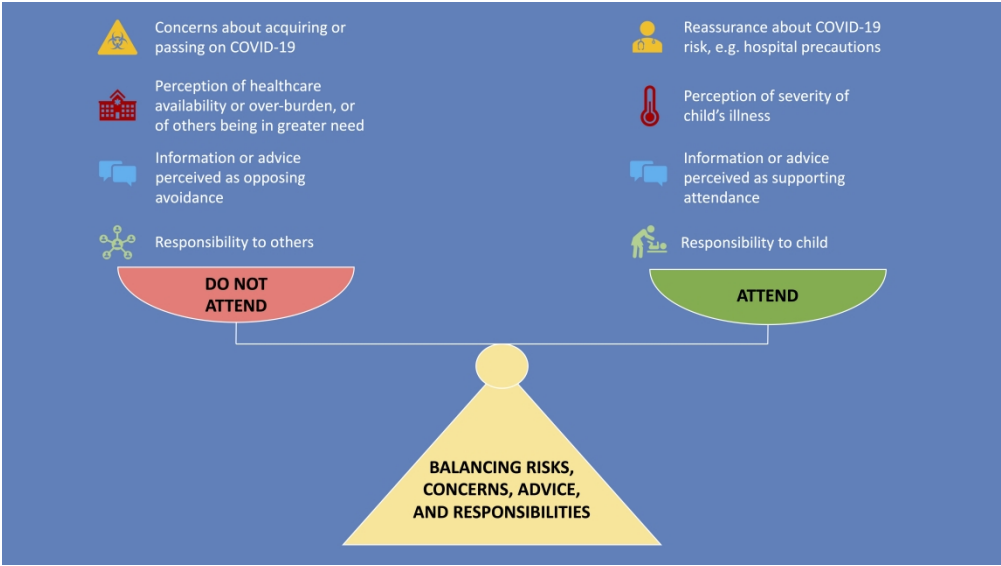 Concerns about acquiring or
passing on COVID-19
Perception of healthcare
availability or over-burden, or
of others being in greater need
Information or advice
perceived as opposing
avoidance
Responsibility to others
DO NOT
ATTEND
Reassurance about COVID-19
risk, e.g. hospital precautions
Perception of severity of
child's illness
Information or advice
perceived as supporting
attendance
Responsibility to child
ATTEND
BALANCING RISKS,
CONCERNS, ADVICE,
AND RESPONSIBILITIES